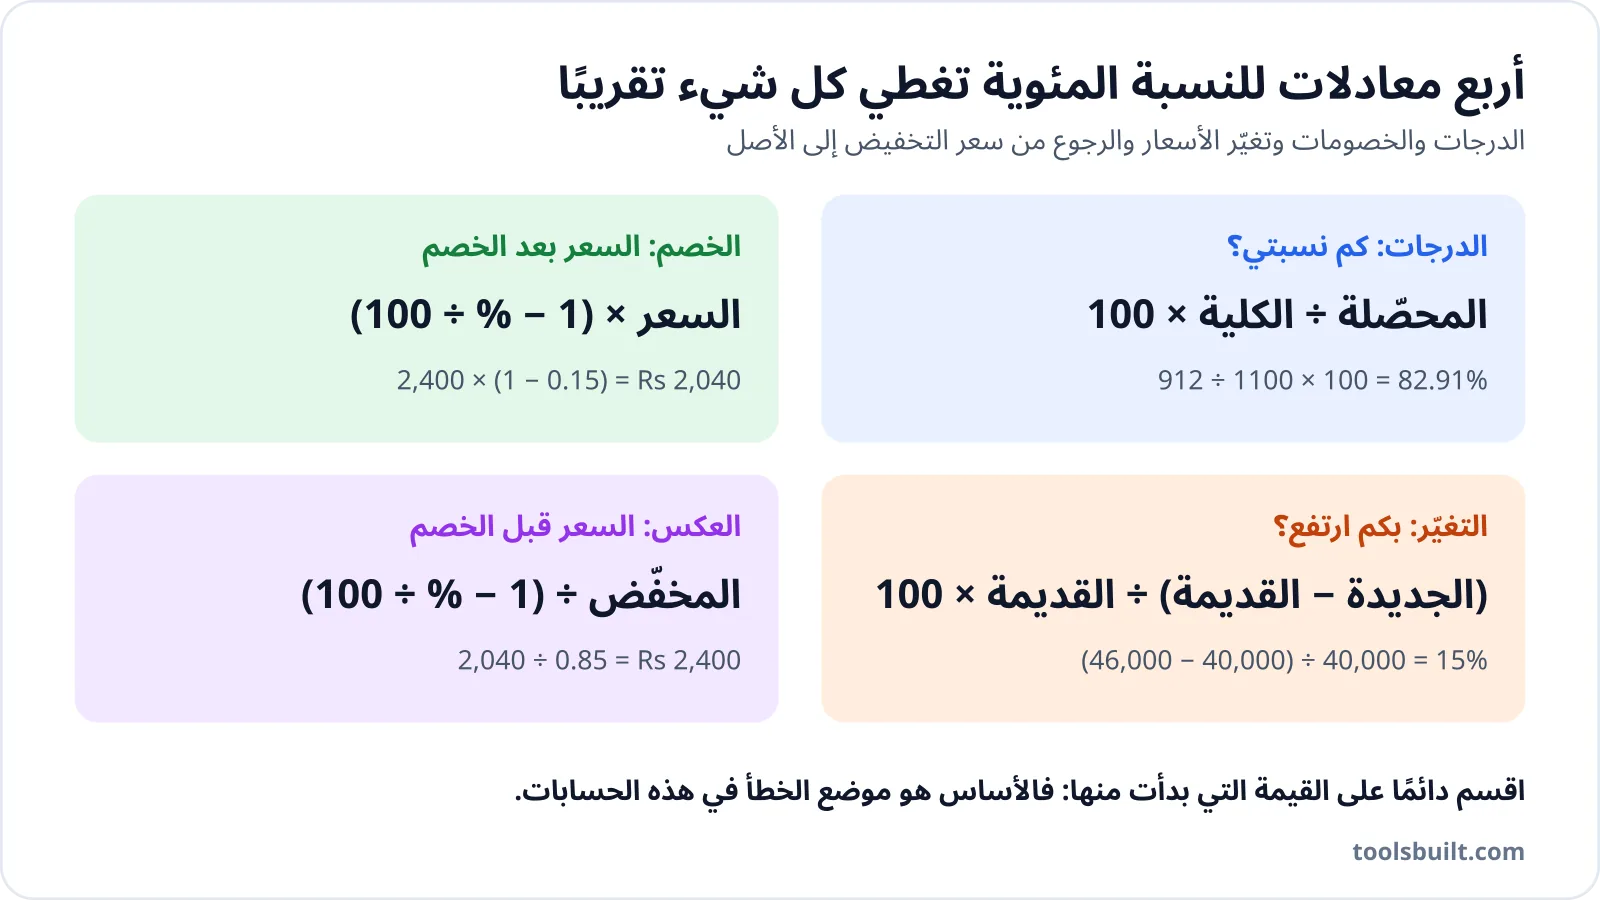 أربع معادلات للنسبة المئوية تغطي كل شيء تقريبًا
الدرجات والخصومات وتغيّر الأسعار والرجوع من سعر التخفيض إلى الأصل
الدرجات: كم نسبتي؟
المحصّلة ÷ الكلية × 100
912 ÷ 1100 × 100 = 82.91%
الخصم: السعر بعد الخصم
السعر × (1 − % ÷ 100)
2,400 × (1 − 0.15) = Rs 2,040
التغيّر: بكم ارتفع؟
(الجديدة − القديمة) ÷ القديمة × 100
(46,000 − 40,000) ÷ 40,000 = 15%
العكس: السعر قبل الخصم
المخفّض ÷ (1 − % ÷ 100)
2,040 ÷ 0.85 = Rs 2,400
اقسم دائمًا على القيمة التي بدأت منها: فالأساس هو موضع الخطأ في هذه الحسابات.
toolsbuilt.com